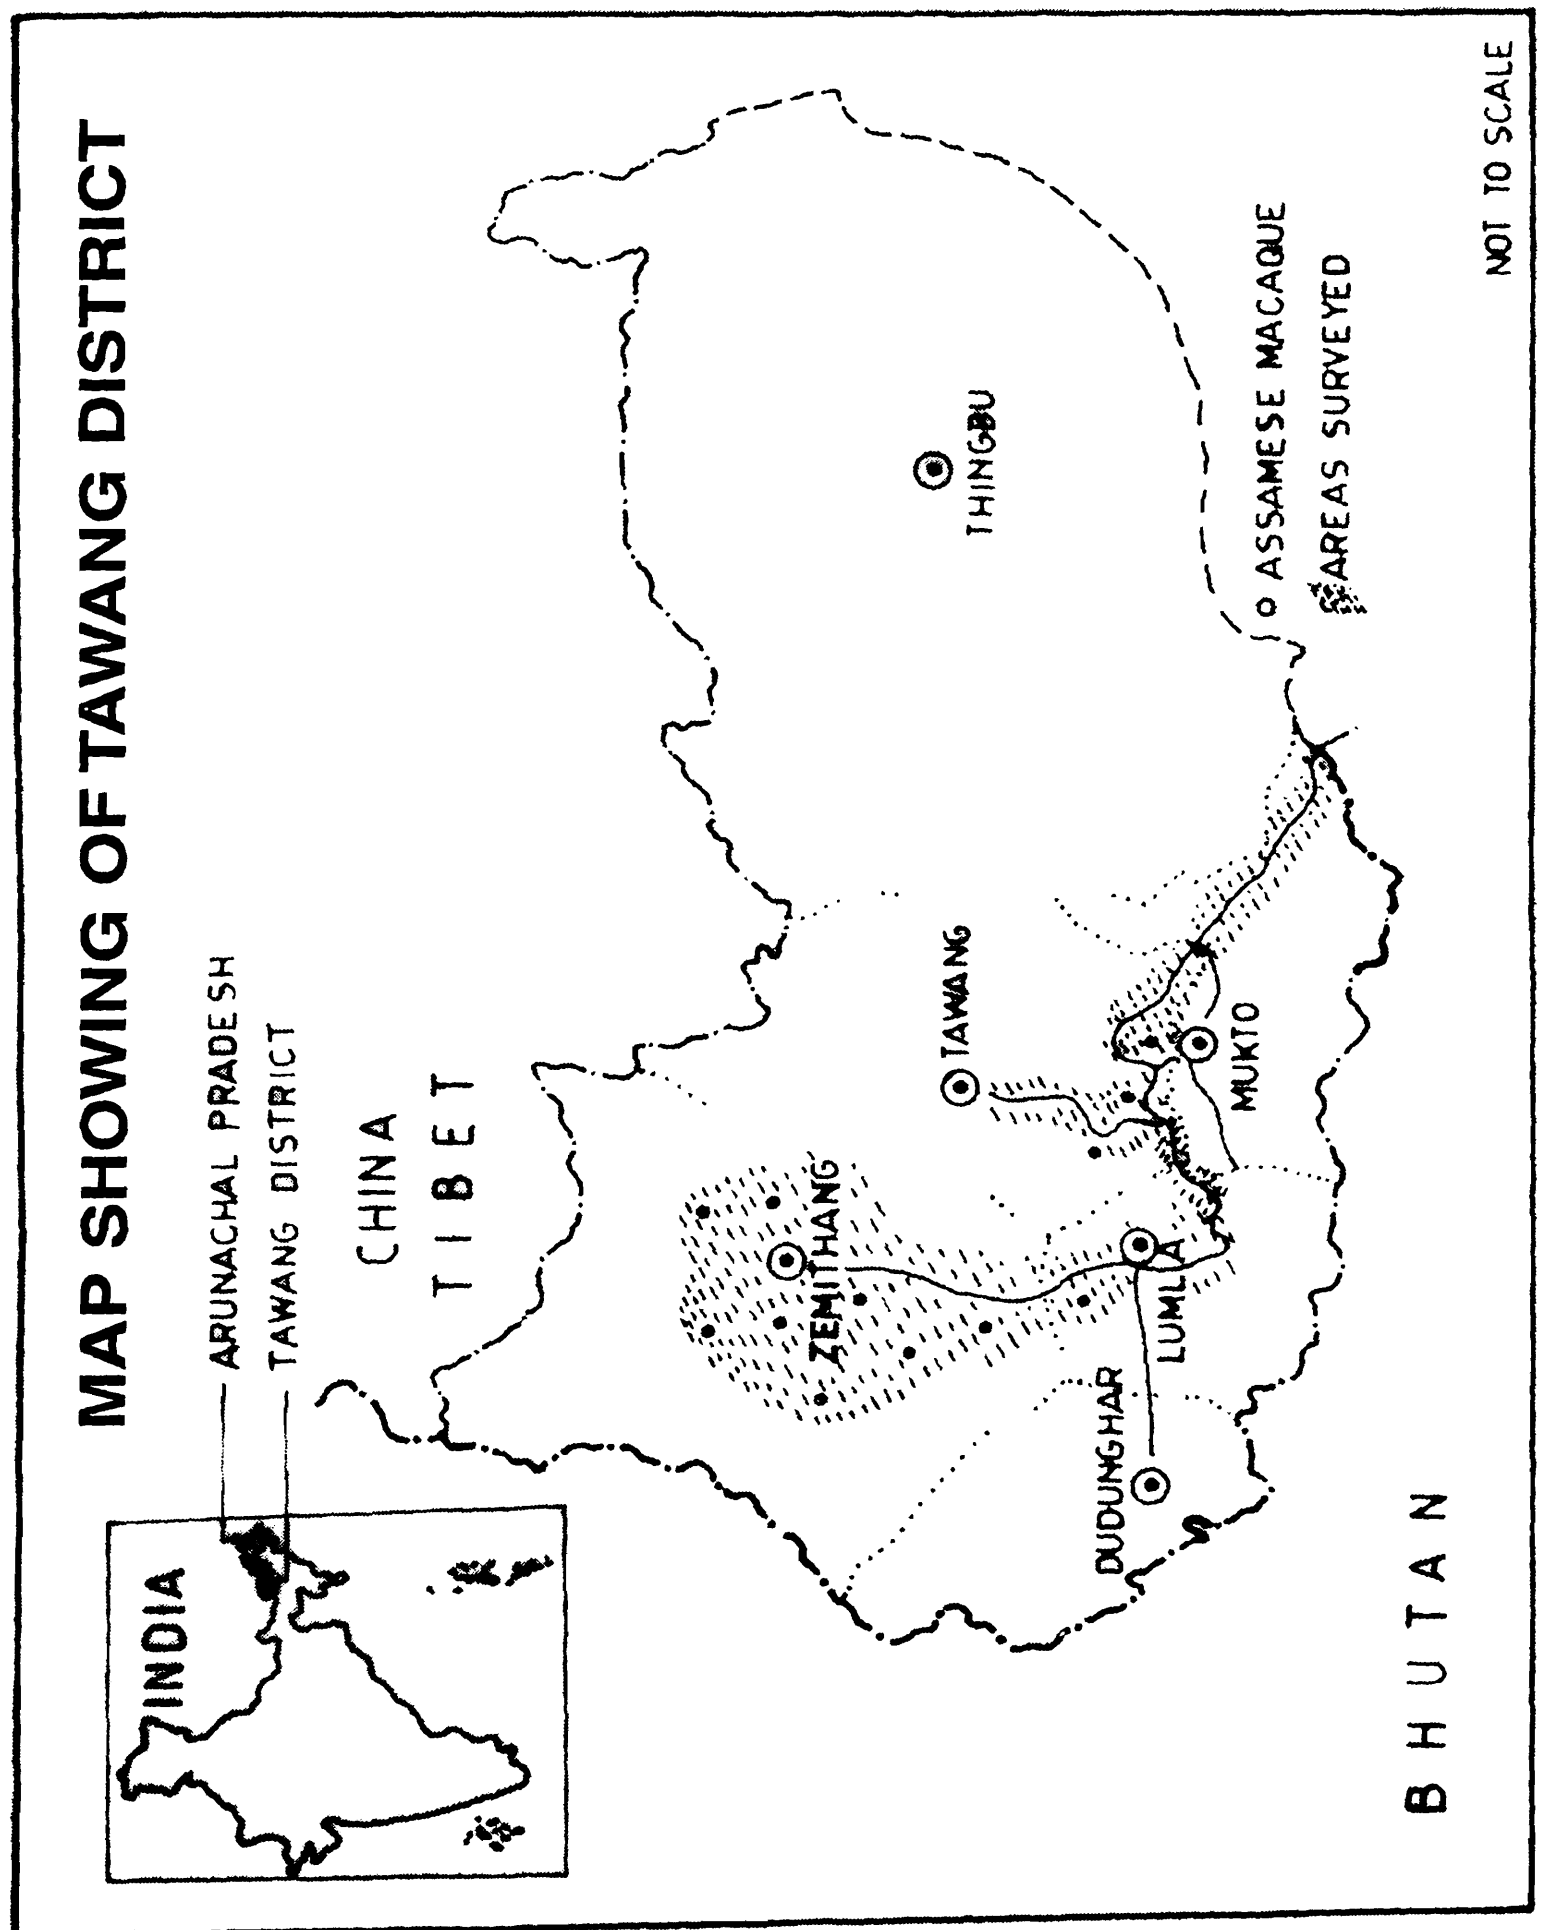 MAP SHOWING OF TAWANG DISTRICT
INDIA
ARUNACHAL PRADESH
TAWANG DISTRICT
CHINA
TIBET
ZEMITHANG
TAWANG
THINGBU
DUDUNGHAR
LUMLA
MUKTO
ASSAMESE MACAQUE
AREAS SURVEYED
BHUTAN
NOT TO SCALE